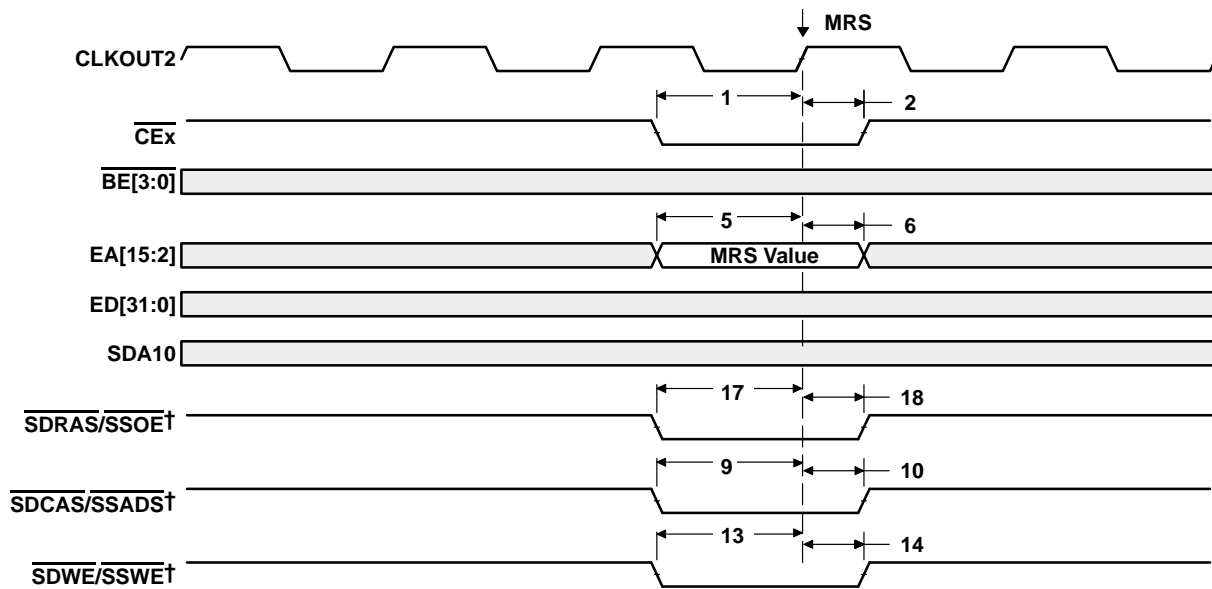 MRS
CLKOUT2
1
2
CEx
BE[3:0]
5
6
EA[15:2]
MRS Value
ED[31:0]
SDA10
17
18
SDRAS/SSOE†
9
10
SDCAS/SSADS†
13
14
SDWE/SSWE†